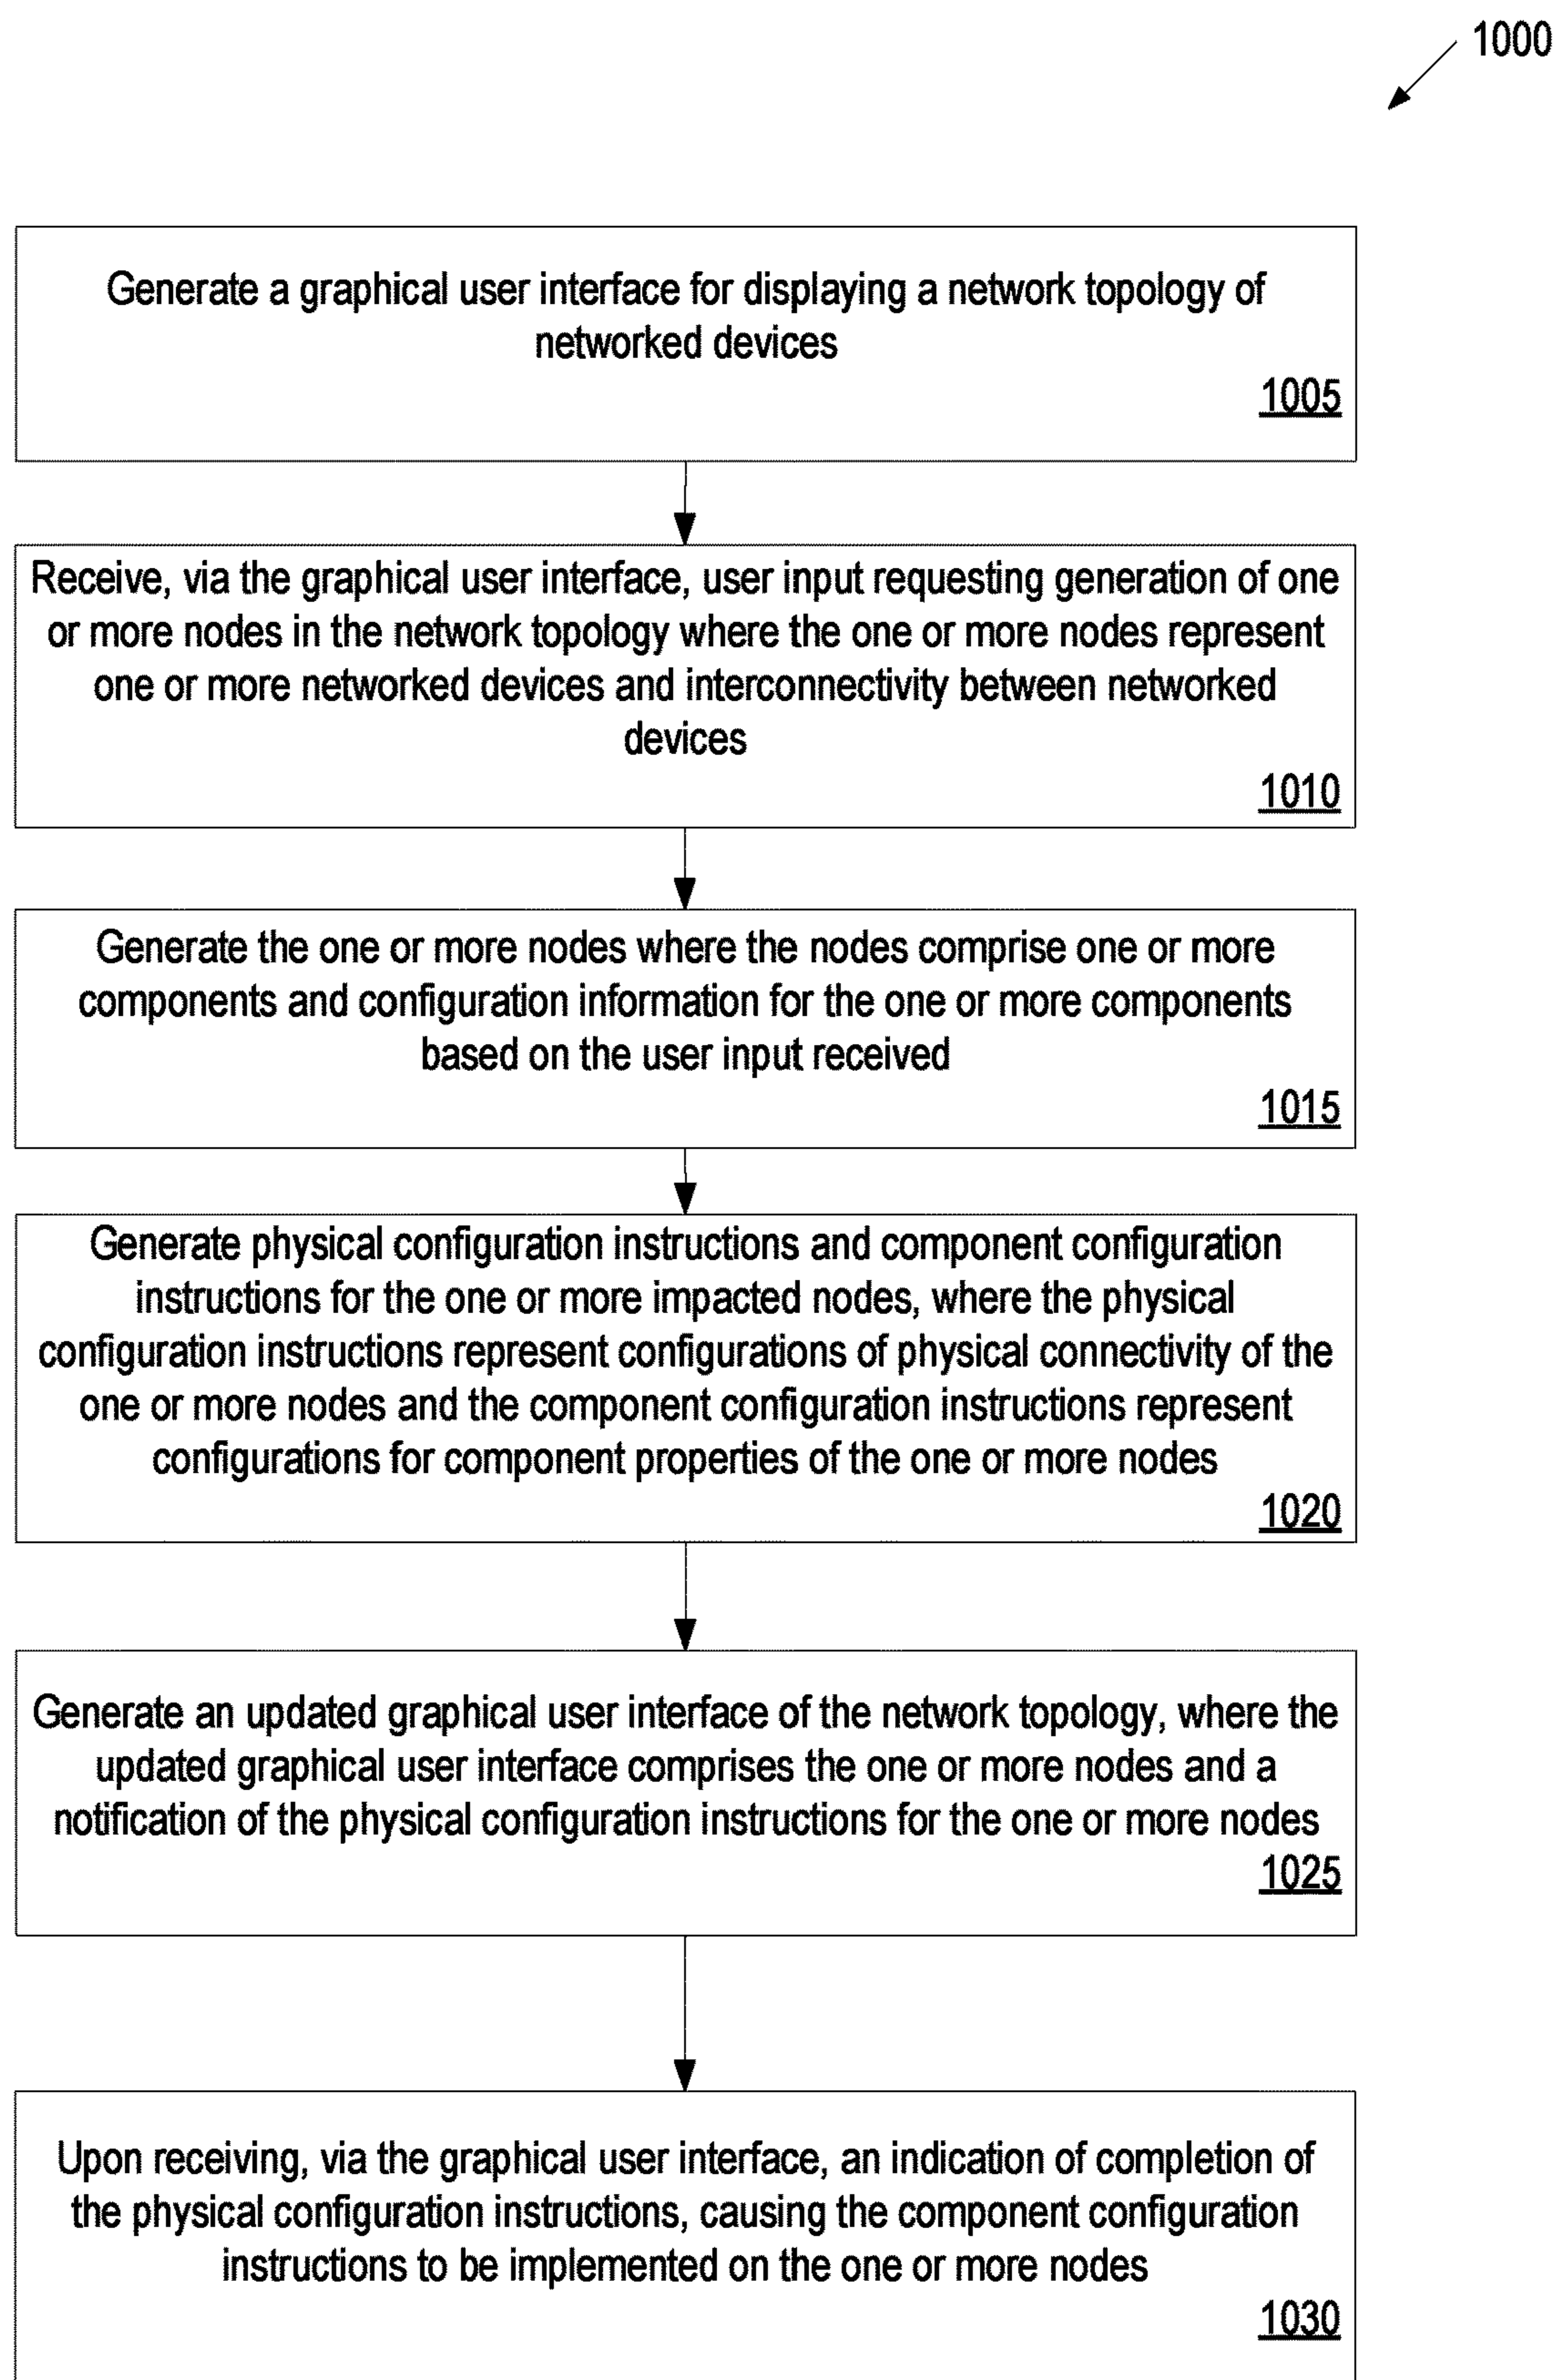 1000
Generate a graphical user interface for displaying a network topology of
networked devices
1005
Receive, via the graphical user interface, user input requesting generation of one
or more nodes in the network topology where the one or more nodes represent
one or more networked devices and interconnectivity between networked
devices
1010
Generate the one or more nodes where the nodes comprise one or more
components and configuration information for the one or more components
based on the user input received
1015
Generate physical configuration instructions and component configuration
instructions for the one or more impacted nodes, where the physical
configuration instructions represent configurations of physical connectivity of the
one or more nodes and the component configuration instructions represent
configurations for component properties of the one or more nodes
1020
Generate an updated graphical user interface of the network topology, where the
updated graphical user interface comprises the one or more nodes and a
notification of the physical configuration instructions for the one or more nodes
1025
Upon receiving, via the graphical user interface, an indication of completion of
the physical configuration instructions, causing the component configuration
instructions to be implemented on the one or more nodes
1030